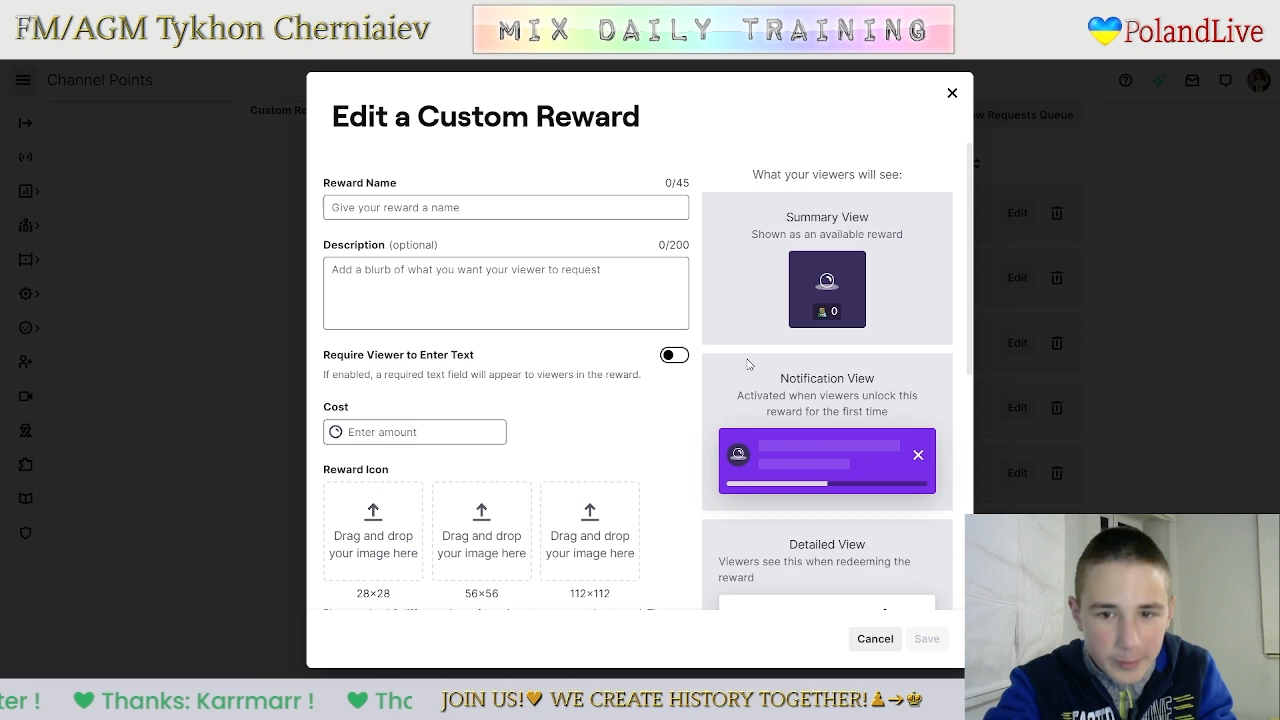 FM/AGM Tykhon Cherniaiev
MIX DAILY TRAINING
PolandLive
Channel Points
Custom Re
w Requests Queue
Edit a Custom Reward
Reward Name
0/45
Give your reward a name
Description (optional)
0/200
Add a blurb of what you want your viewer to request
Require Viewer to Enter Text
If enabled, a required text field will appear to viewers in the reward.
Cost
Enter amount
Reward Icon
Drag and drop
your image here
28×28
Drag and drop
your image here
56×56
Drag and drop
your image here
112×112
What your viewers will see:
Summary View
Shown as an available reward
0
Notification View
Activated when viewers unlock this
reward for the first time
Detailed View
Viewers see this when redeeming the
reward
Cancel
Save
Edit
Edit
Edit
Edit
Edit
ter !
Thanks: Karrmarr !
Tha
JOIN US!🧡 WE CREATE HISTORY TOGETHER!♟→♚